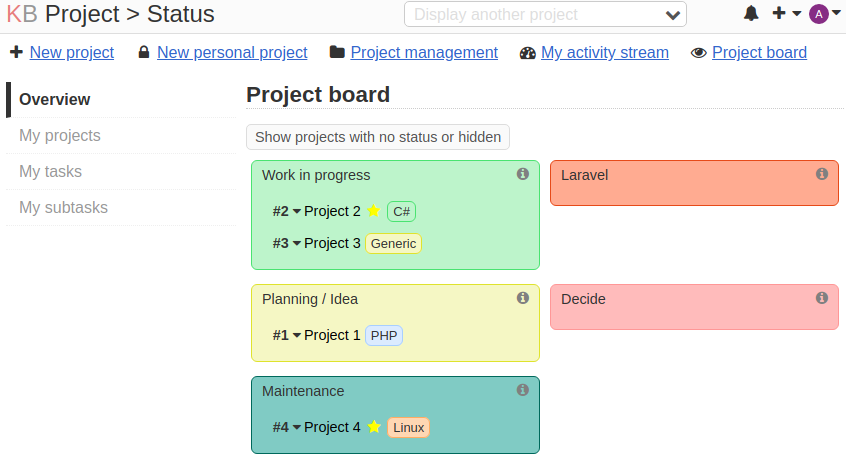 KB Project > Status
Display another project
A
New project
New personal project
Project management
My activity stream
Project board
Overview
My projects
My tasks
My subtasks
Project board
Show projects with no status or hidden
Work in progress
#2 Project 2 C#
#3 Project 3 Generic
Laravel
Planning / Idea
#1 Project 1 PHP
Decide
Maintenance
#4 Project 4 Linux